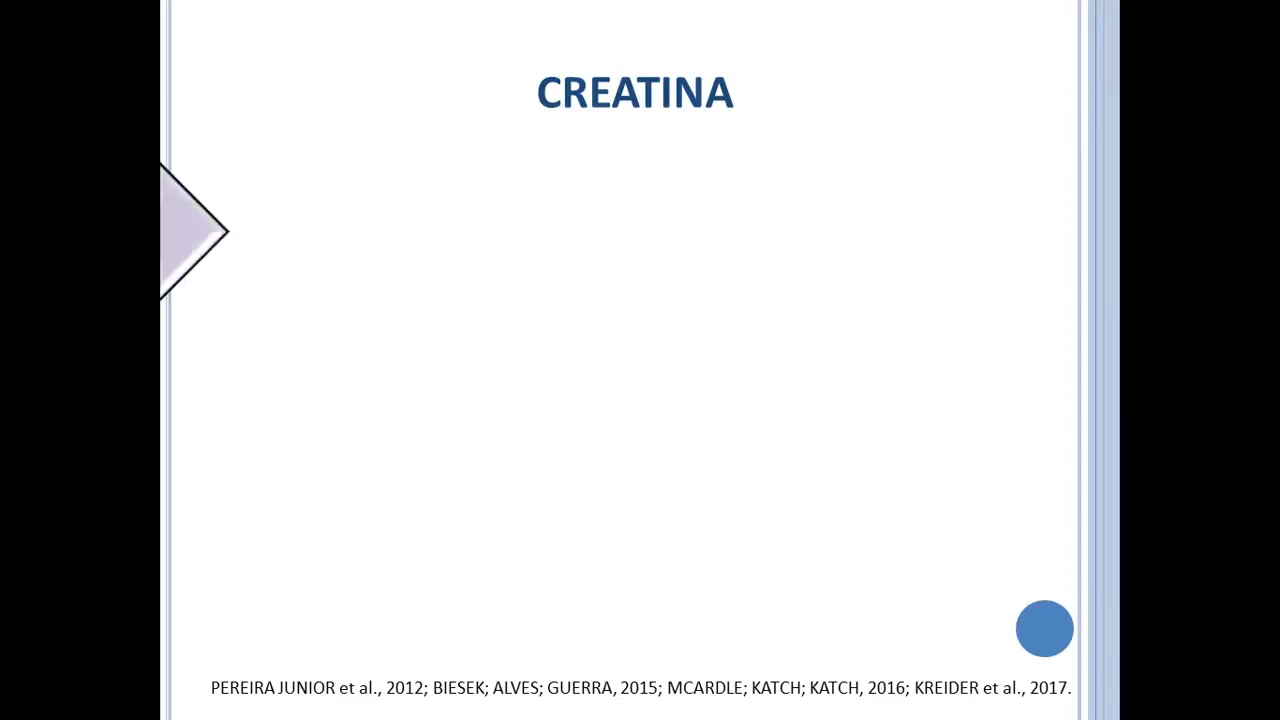 CREATINA
PEREIRA JUNIOR et al., 2012; BIESEK; ALVES; GUERRA, 2015; MCARDLE; KATCH; KATCH, 2016; KREIDER et al., 2017.